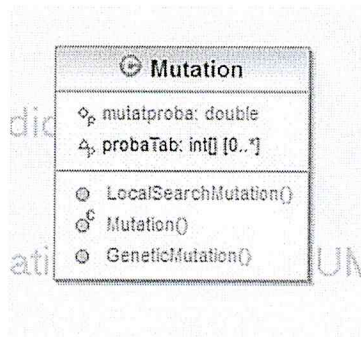 G Mutation
mutatproba: double
probaTab: int[] [0..*]
LocalSearchMutation()
C Mutation()
GeneticMutation()